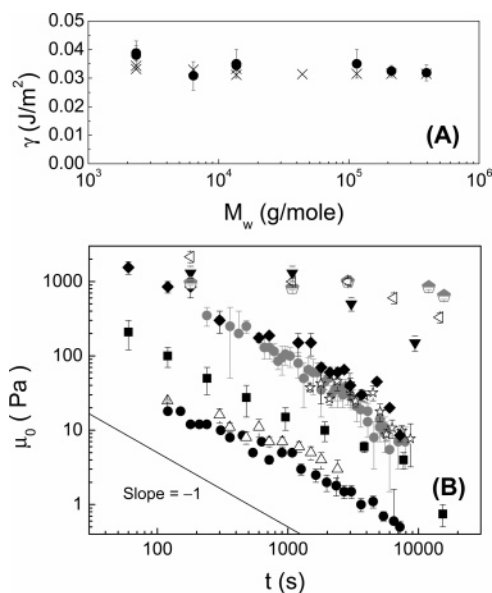 0.05
0.04
0.03
0.02
0.01
0.00
γ (J/m²)
(A)
10³ 10⁴ 10⁵ 10⁶
M_w (g/mole)
1000
100
10
1
μ₀ ( Pa)
Slope = –1
(B)
100 1000 10000
t (s)